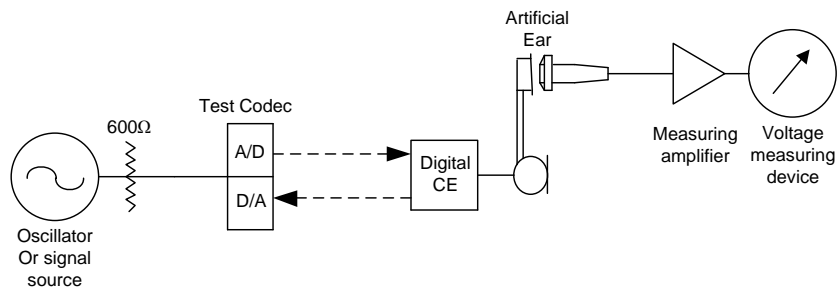 Artificial
Ear
Test Codec
600Ω
A/D
D/A
Digital
CE
Measuring
amplifier
Voltage
measuring
device
Oscillator
Or signal
source